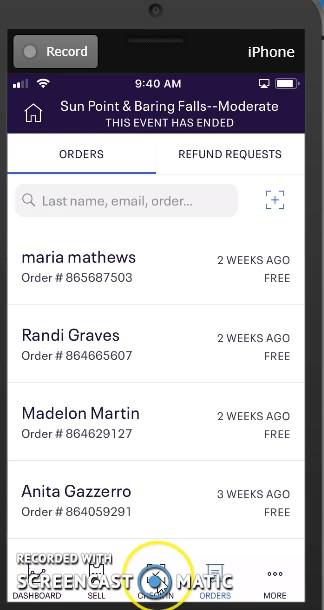 Record
iPhone
9:40 AM
Sun Point & Baring Falls--Moderate
THIS EVENT HAS ENDED
ORDERS
REFUND REQUESTS
Last name, email, order...
maria mathews
2 WEEKS AGO
Order # 865687503
FREE
Randi Graves
2 WEEKS AGO
Order # 864665607
FREE
Madelon Martin
2 WEEKS AGO
Order # 864629127
FREE
Anita Gazzerro
3 WEEKS AGO
Order # 864059291
FREE
RECORDED WITH
SCREENCAST MATIC
DASHBOARD
SELL
CHECK-IN
ORDERS
MORE